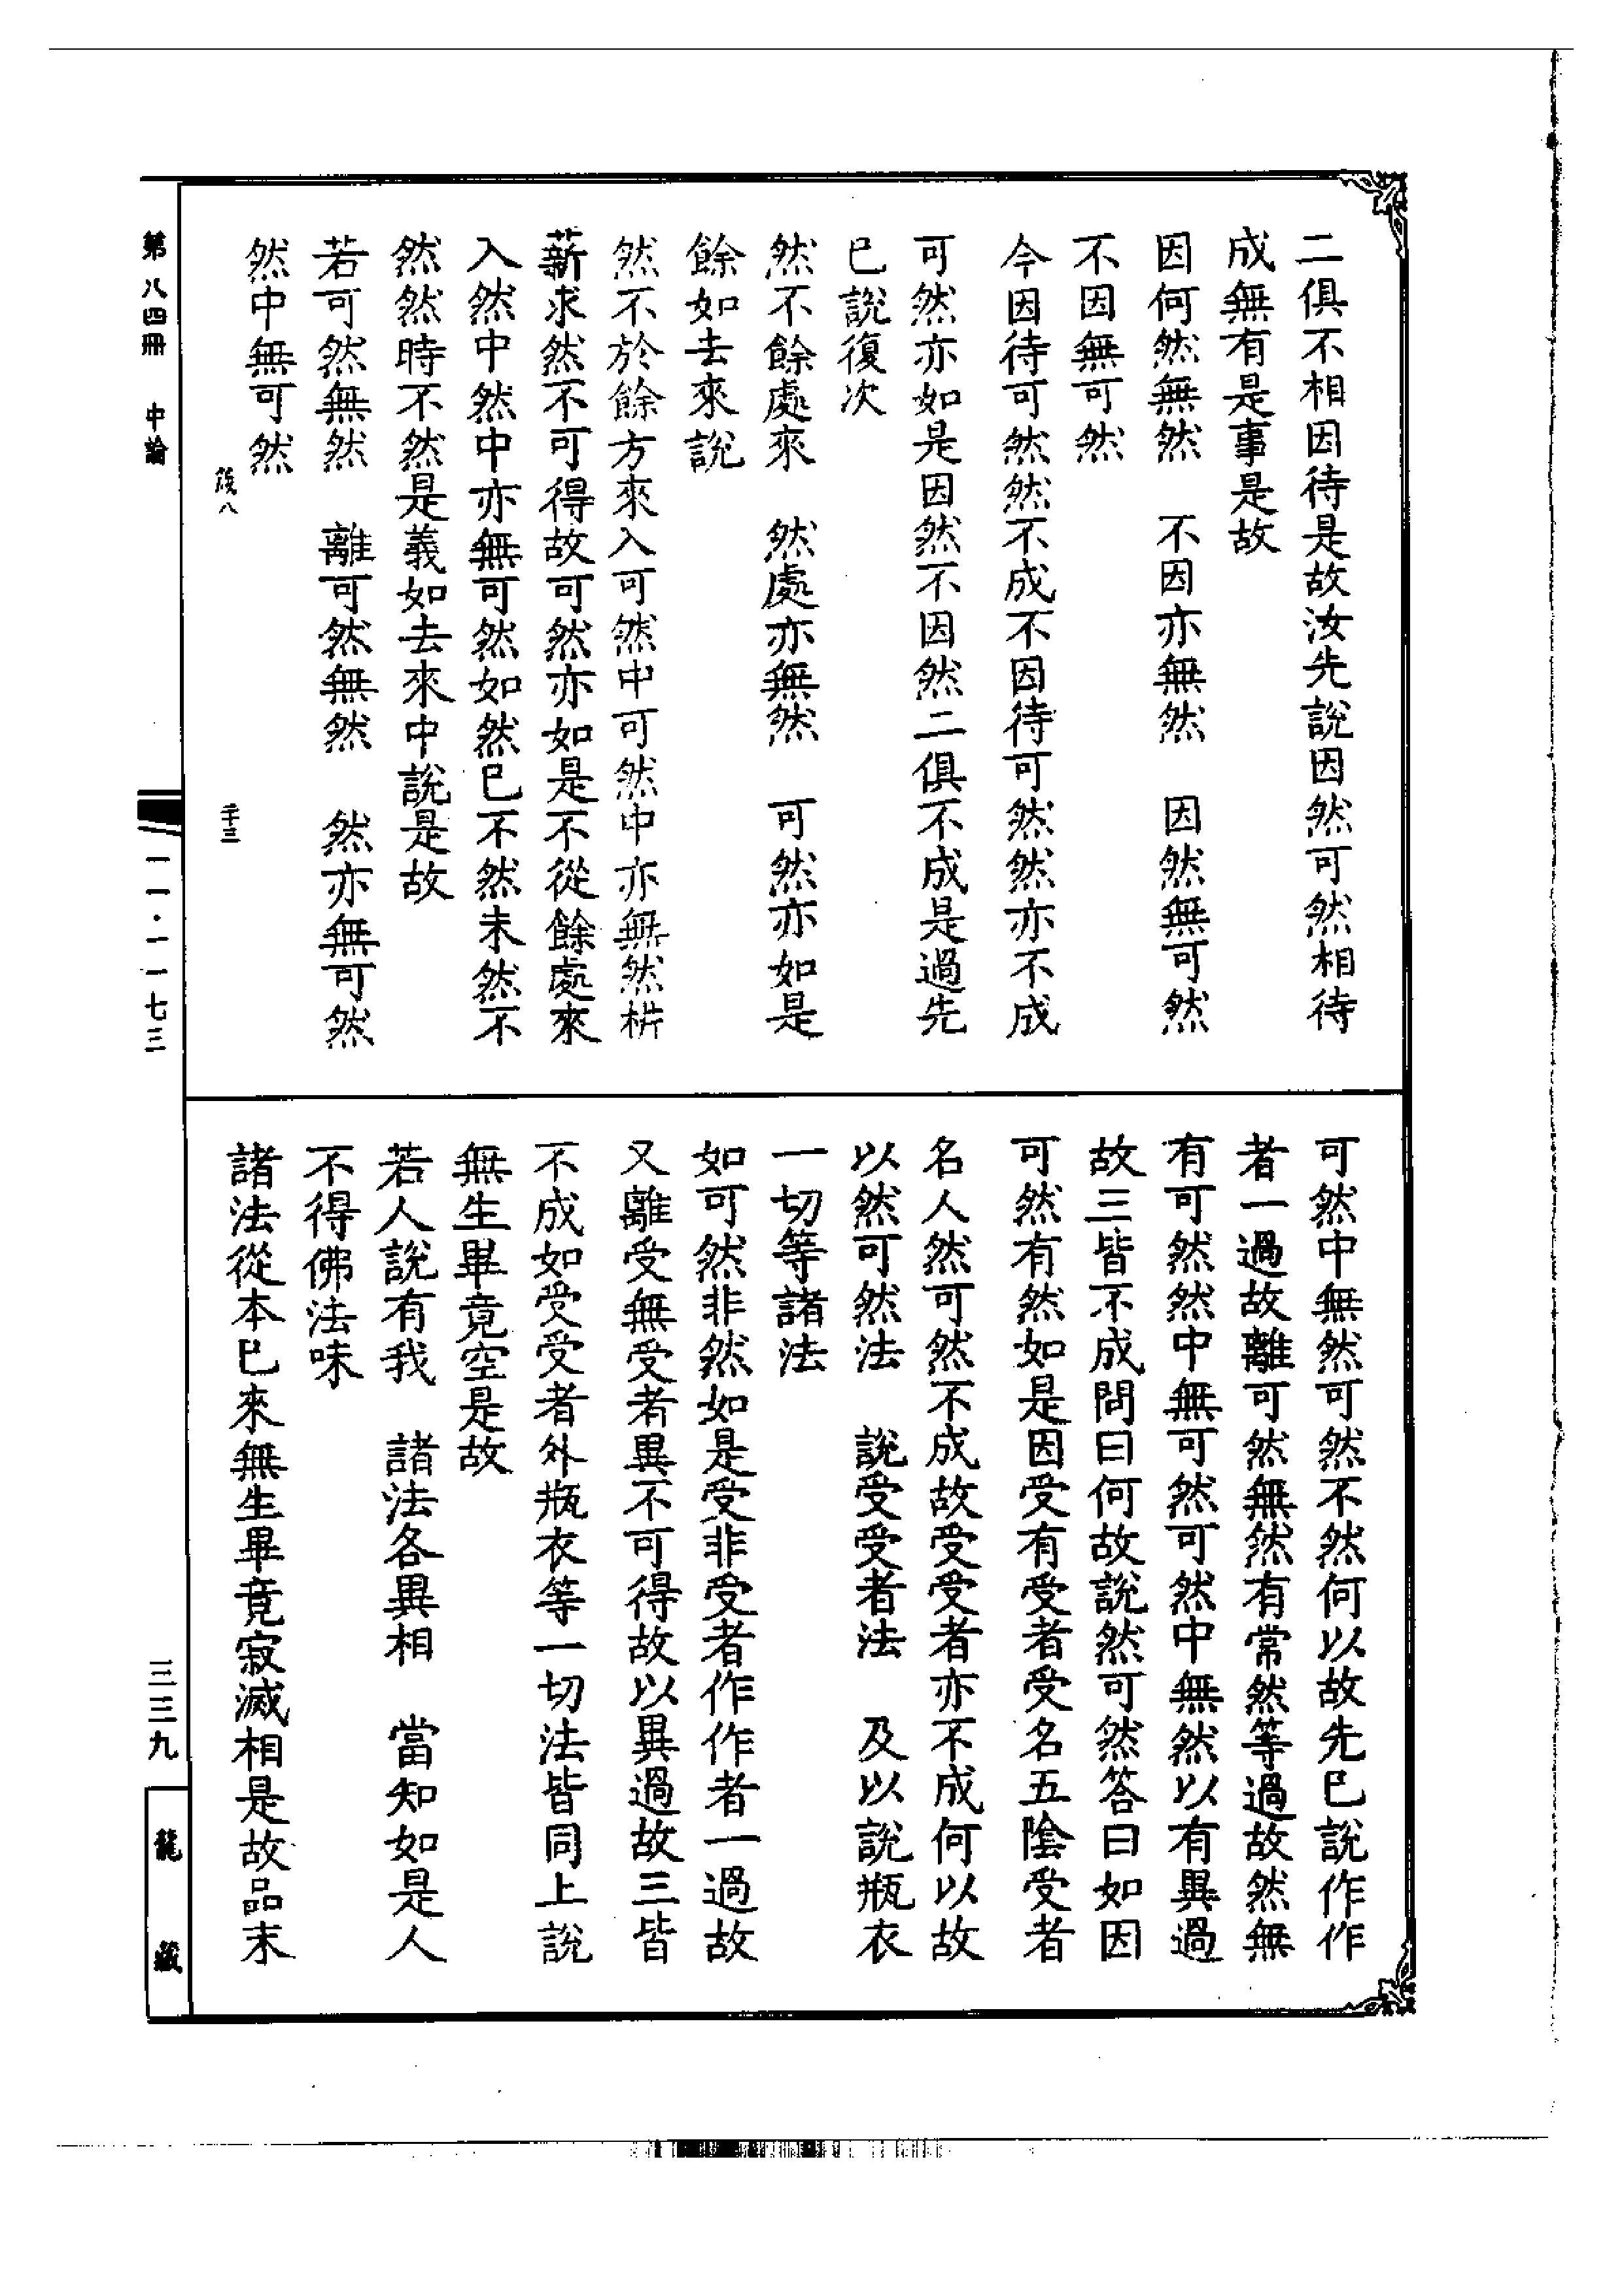 二俱不相因待是故汝先說因然可然相待
成無有是事是故
因何然無然　不因亦無然　因然無可然
不因無可然
今因待可然然不成不因待可然然亦不成
可然亦如是因然不因然二俱不成是過先
已說復次
然不餘處來　然處亦無然　可然亦如是
餘如去來說
然不於餘方來入可然中可然中亦無然㭊
薪求然不可得故可然亦如是不從餘處來
入然中然中亦無可然如然已不然未然不
然然時不然是義如去來中說是故
若可然無然　離可然無然　然亦無可然
然中無可然
可然中無然可然不然何以故先已說作作
者一過故離可然無然有常然等過故然無
有可然然中無可然可然中無然以有異過
故三皆不成問曰何故說然可然答曰如因
可然有然如是因受有受者受名五陰受者
名人然可然不成故受受者亦不成何以故
以然可然法　說受受者法　及以說瓶衣
一切等諸法
如可然非然如是受非受者作作者一過故
又離受無受者異不可得故以異過故三皆
不成如受受者外瓶衣等一切法皆同上說
無生畢竟空是故
若人說有我　諸法各異相　當知如是人
不得佛法味
諸法從本已來無生畢竟寂滅相是故品末
第八四冊　中論
一一·一一七三
三三九
龍藏